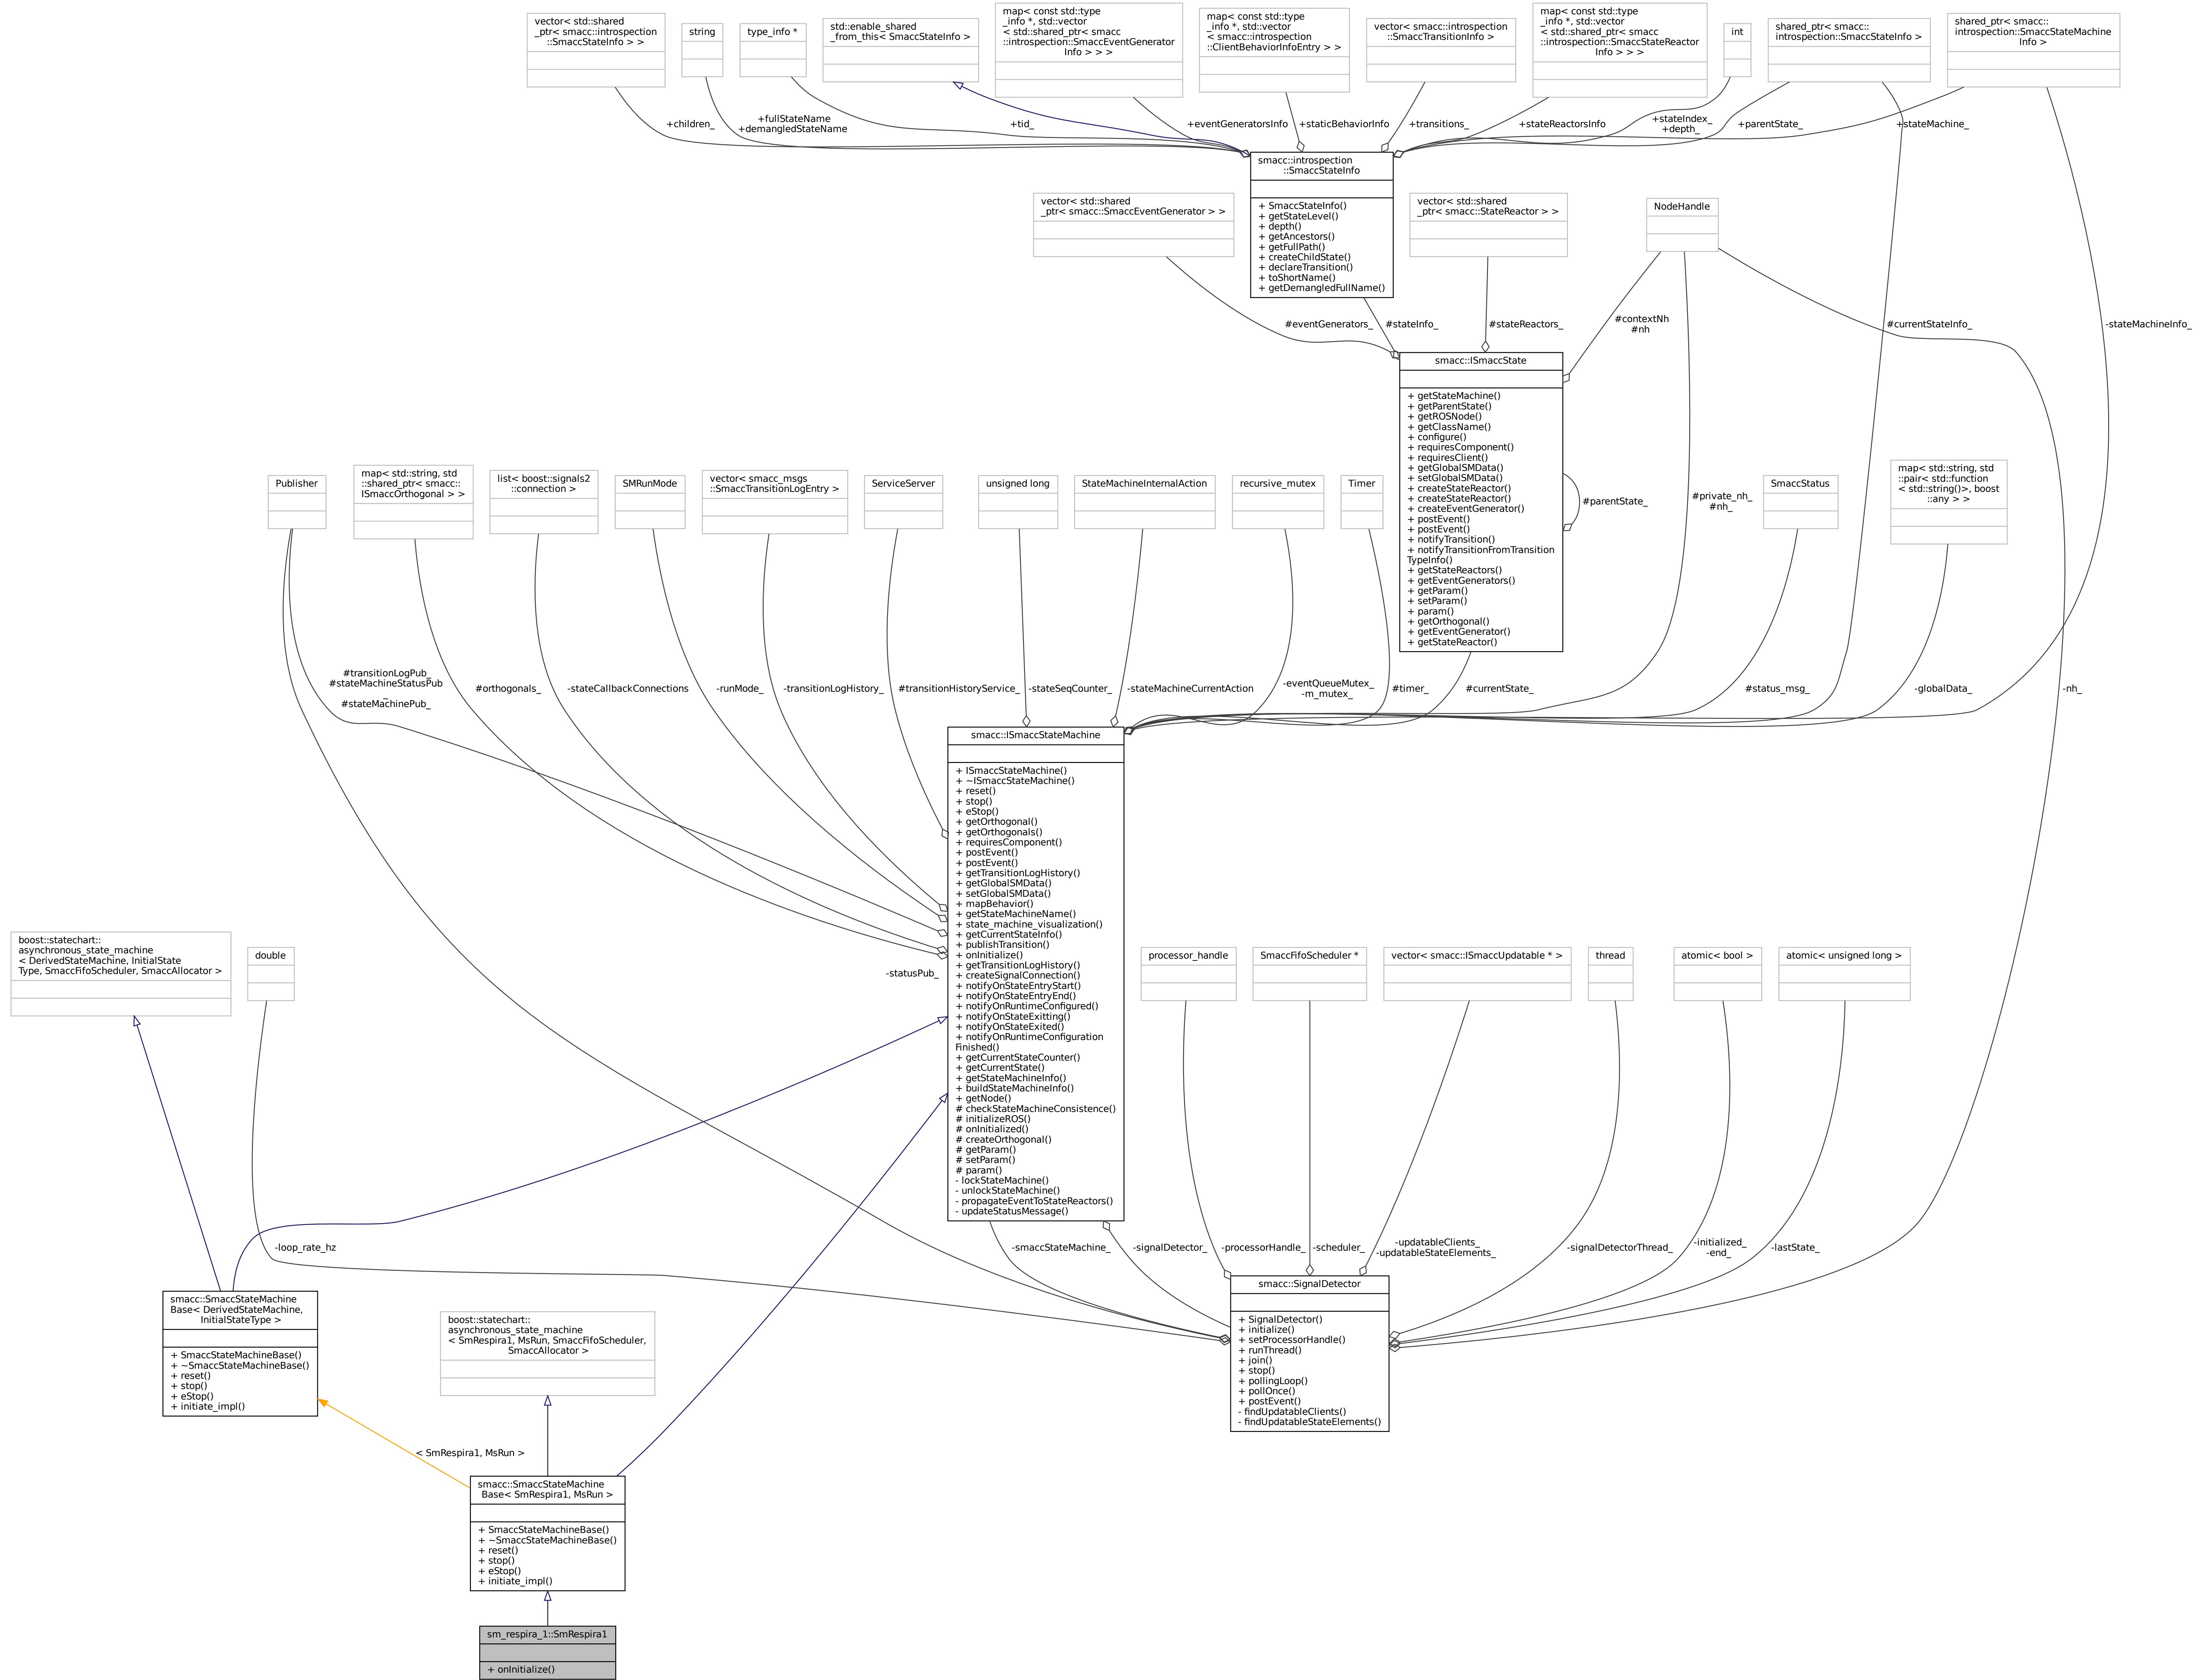 vector< std::shared
_ptr< smacc::introspection
::SmaccStateInfo > >
string
type_info *
std::enable_shared
_from_this< SmaccStateInfo >
map< const std::type
_info *, std::vector
< std::shared_ptr< smacc
::introspection::SmaccEventGenerator
Info > > >
map< const std::type
_info *, std::vector
< smacc::introspection
::ClientBehaviorInfoEntry > >
vector< smacc::introspection
::SmaccTransitionInfo >
map< const std::type
_info *, std::vector
< std::shared_ptr< smacc
::introspection::SmaccStateReactor
Info > > >
int
shared_ptr< smacc::
introspection::SmaccStateInfo >
shared_ptr< smacc::
introspection::SmaccStateMachine
Info >
+children_
+fullStateName
+demangledStateName
+tid_
+eventGeneratorsInfo
+staticBehaviorInfo
+transitions_
+stateReactorsInfo
+stateIndex_
+depth_
+parentState_
+stateMachine_
smacc::introspection
::SmaccStateInfo
+ SmaccStateInfo()
+ getStateLevel()
+ depth()
+ getAncestors()
+ getFullPath()
+ createChildState()
+ declareTransition()
+ toShortName()
+ getDemangledFullName()
vector< std::shared
_ptr< smacc::SmaccEventGenerator > >
vector< std::shared
_ptr< smacc::StateReactor > >
NodeHandle
#eventGenerators_
#stateInfo_
#stateReactors_
#contextNh
#nh
#currentStateInfo_
-stateMachineInfo_
smacc::ISmaccState
+ getStateMachine()
+ getParentState()
+ getROSNode()
+ getClassName()
+ configure()
+ requiresComponent()
+ requiresClient()
+ getGlobalSMData()
+ setGlobalSMData()
+ createStateReactor()
+ createStateReactor()
+ createEventGenerator()
+ postEvent()
+ postEvent()
+ notifyTransition()
+ notifyTransitionFromTransition
TypeInfo()
+ getStateReactors()
+ getEventGenerators()
+ getParam()
+ setParam()
+ param()
+ getOrthogonal()
+ getEventGenerator()
+ getStateReactor()
#parentState_
#private_nh_
#nh_
Publisher
map< std::string, std
::shared_ptr< smacc::
ISmaccOrthogonal > >
list< boost::signals2
::connection >
SMRunMode
vector< smacc_msgs
::SmaccTransitionLogEntry >
ServiceServer
unsigned long
StateMachineInternalAction
recursive_mutex
Timer
SmaccStatus
map< std::string, std
::pair< std::function
< std::string()>, boost
::any > >
#transitionLogPub_
#stateMachineStatusPub
_
#stateMachinePub_
#orthogonals_
-stateCallbackConnections
-runMode_
-transitionLogHistory_
#transitionHistoryService_
-stateSeqCounter_
-stateMachineCurrentAction
-eventQueueMutex_
-m_mutex_
#timer_
#currentState_
#status_msg_
-globalData_
-nh_
smacc::ISmaccStateMachine
+ ISmaccStateMachine()
+ ~ISmaccStateMachine()
+ reset()
+ stop()
+ eStop()
+ getOrthogonal()
+ getOrthogonals()
+ requiresComponent()
+ postEvent()
+ postEvent()
+ getTransitionLogHistory()
+ getGlobalSMData()
+ setGlobalSMData()
+ mapBehavior()
+ getStateMachineName()
+ state_machine_visualization()
+ getCurrentStateInfo()
+ publishTransition()
+ onInitialize()
+ getTransitionLogHistory()
+ createSignalConnection()
+ notifyOnStateEntryStart()
+ notifyOnStateEntryEnd()
+ notifyOnRuntimeConfigured()
+ notifyOnStateExitting()
+ notifyOnStateExited()
+ notifyOnRuntimeConfiguration
Finished()
+ getCurrentStateCounter()
+ getCurrentState()
+ getStateMachineInfo()
+ buildStateMachineInfo()
+ getNode()
# checkStateMachineConsistence()
# initializeROS()
# onInitialized()
# createOrthogonal()
# getParam()
# setParam()
# param()
- lockStateMachine()
- unlockStateMachine()
- propagateEventToStateReactors()
- updateStatusMessage()
boost::statechart::
asynchronous_state_machine
< DerivedStateMachine, InitialState
Type, SmaccFifoScheduler, SmaccAllocator >
double
-statusPub_
processor_handle
SmaccFifoScheduler *
vector< smacc::ISmaccUpdatable * >
thread
atomic< bool >
atomic< unsigned long >
-loop_rate_hz
-smaccStateMachine_
-signalDetector_
-processorHandle_
-scheduler_
-updatableClients_
-updatableStateElements_
-signalDetectorThread_
-initialized_
-end_
-lastState_
smacc::SmaccStateMachine
Base< DerivedStateMachine,
InitialStateType >
+ SmaccStateMachineBase()
+ ~SmaccStateMachineBase()
+ reset()
+ stop()
+ eStop()
+ initiate_impl()
boost::statechart::
asynchronous_state_machine
< SmRespira1, MsRun, SmaccFifoScheduler,
SmaccAllocator >
smacc::SignalDetector
+ SignalDetector()
+ initialize()
+ setProcessorHandle()
+ runThread()
+ join()
+ stop()
+ pollingLoop()
+ pollOnce()
+ postEvent()
- findUpdatableClients()
- findUpdatableStateElements()
< SmRespira1, MsRun >
smacc::SmaccStateMachine
Base< SmRespira1, MsRun >
+ SmaccStateMachineBase()
+ ~SmaccStateMachineBase()
+ reset()
+ stop()
+ eStop()
+ initiate_impl()
sm_respira_1::SmRespira1
+ onInitialize()